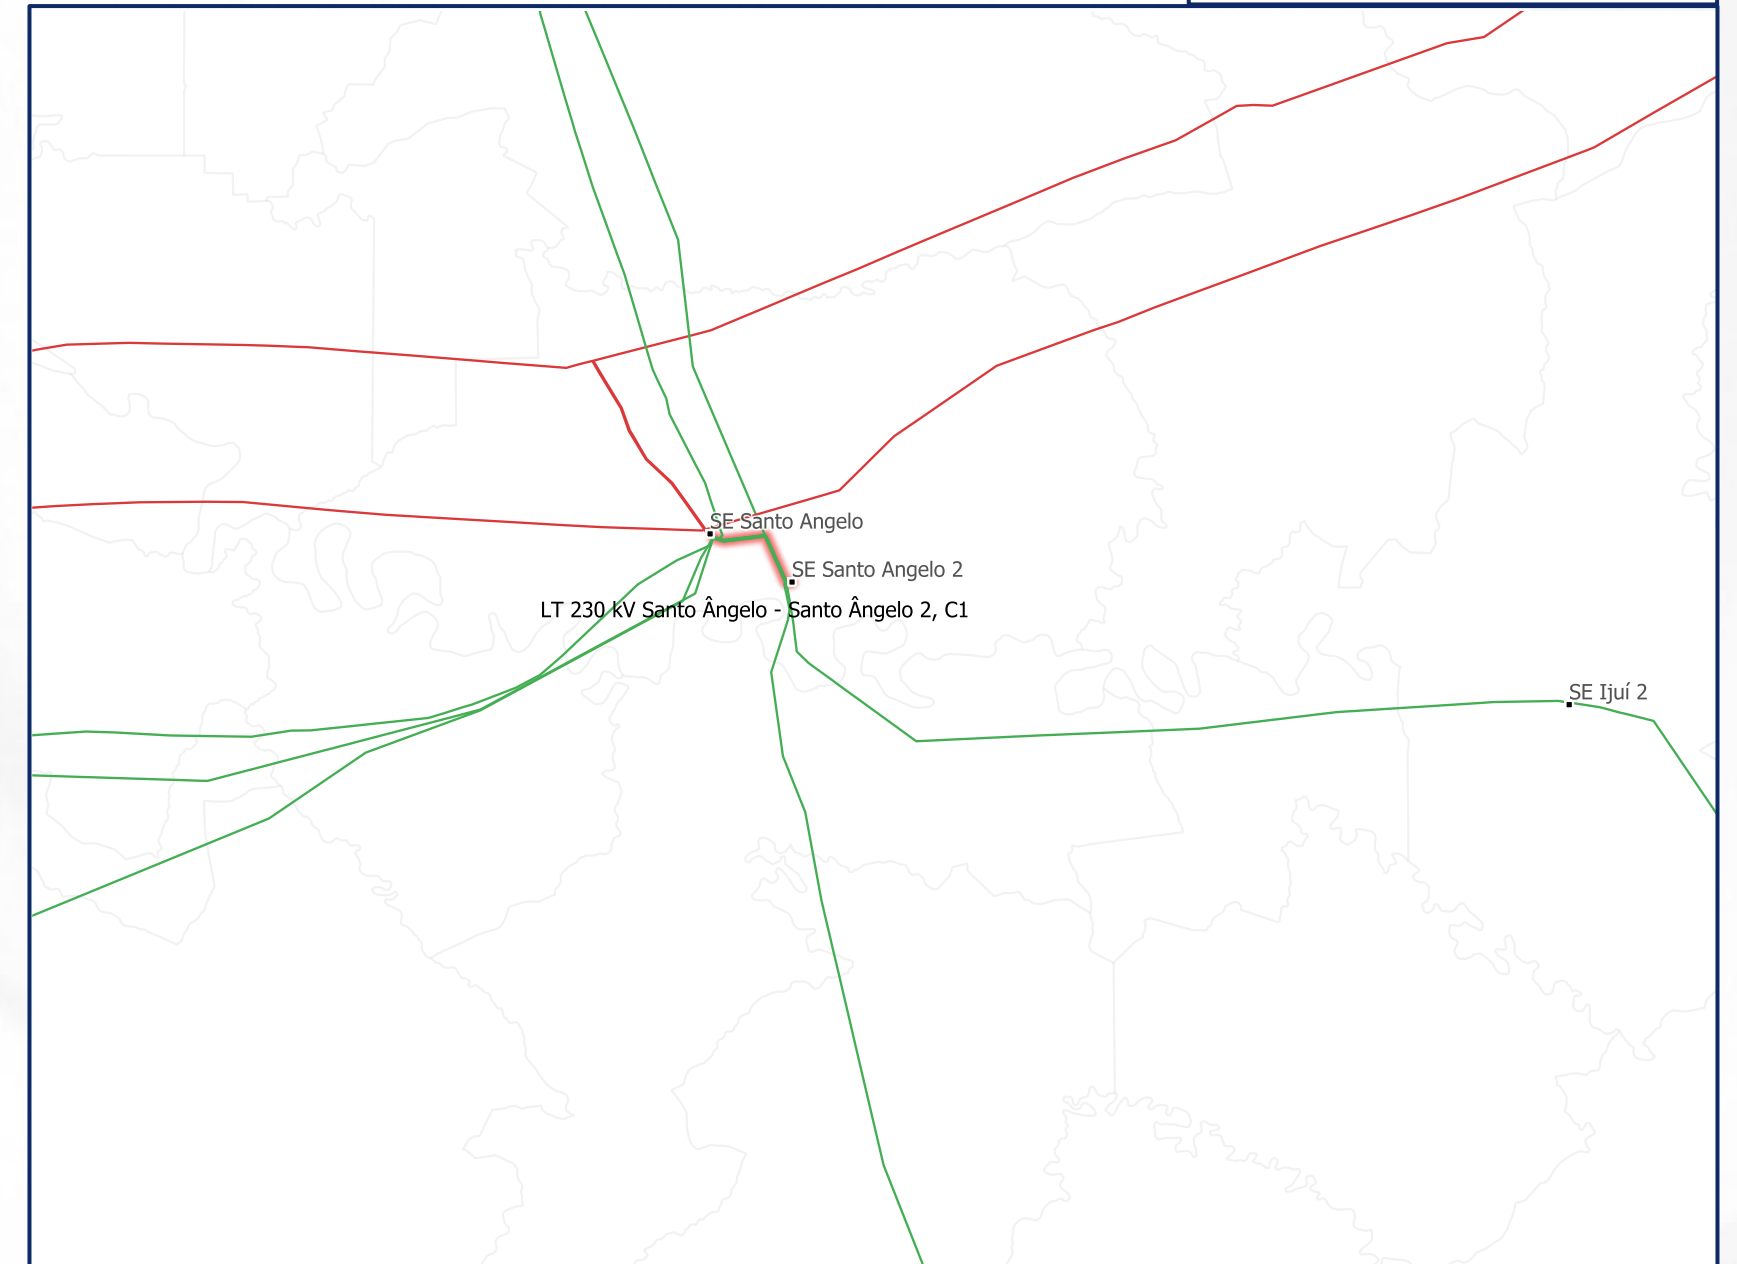 SE Santo Angelo
SE Santo Angelo 2
LT 230 kV Santo Ângelo - Santo Ângelo 2, C1
SE Ijuí 2